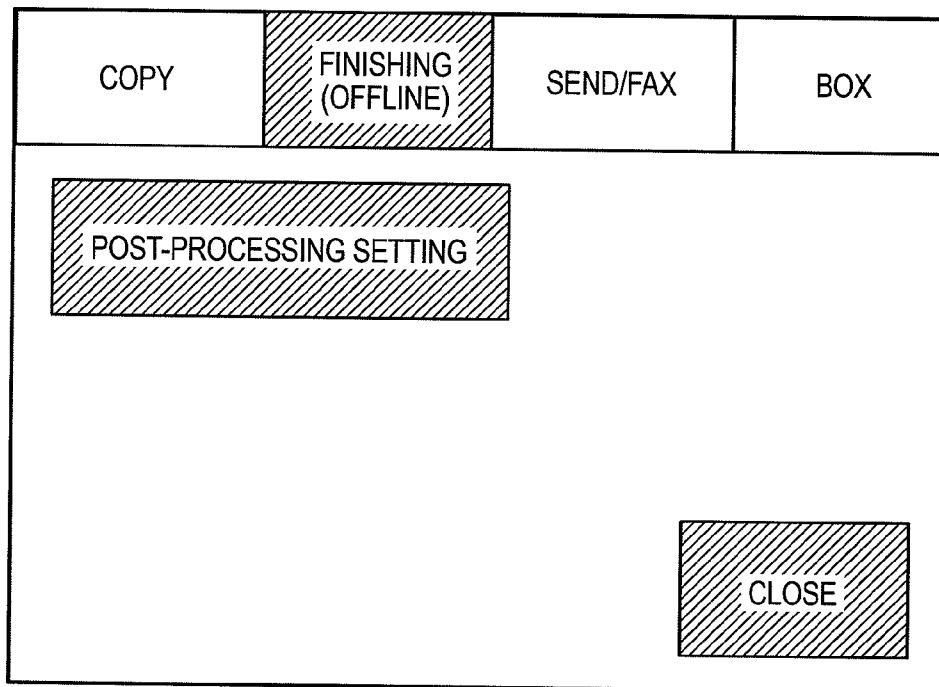 COPY
FINISHING
(OFFLINE)
SEND/FAX
BOX
POST-PROCESSING SETTING
CLOSE